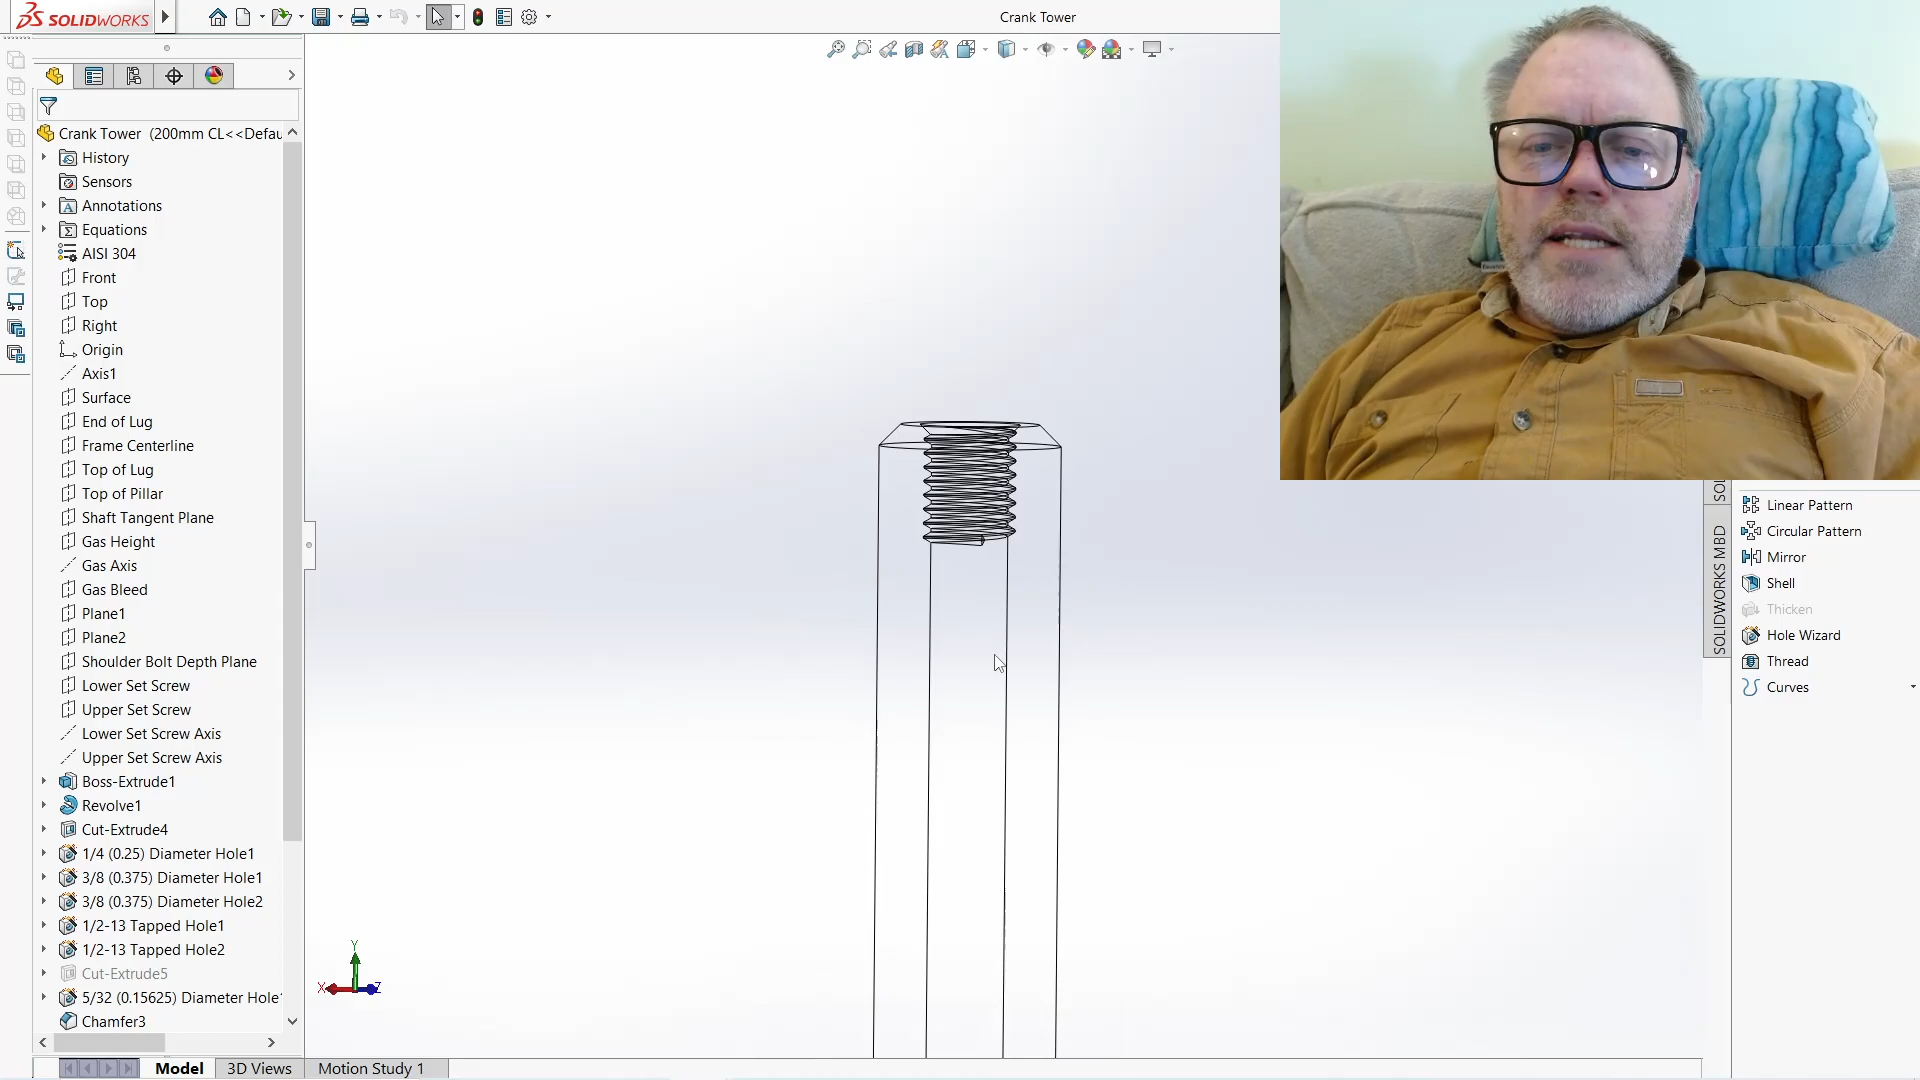 SOLIDWORKS
Crank Tower
Crank Tower (200mm CL<<Defau
History
Sensors
Annotations
Equations
AISI 304
Front
Top
Right
Origin
Axis1
Surface
End of Lug
Frame Centerline
Top of Lug
Top of Pillar
Shaft Tangent Plane
Gas Height
Gas Axis
Gas Bleed
Plane1
Plane2
Shoulder Bolt Depth Plane
Lower Set Screw
Upper Set Screw
Lower Set Screw Axis
Upper Set Screw Axis
Boss-Extrude1
Revolve1
Cut-Extrude4
1/4 (0.25) Diameter Hole1
3/8 (0.375) Diameter Hole1
3/8 (0.375) Diameter Hole2
1/2-13 Tapped Hole1
1/2-13 Tapped Hole2
Cut-Extrude5
5/32 (0.15625) Diameter Hole
Chamfer3
Y
X
Z
Model
3D Views
Motion Study 1
SOL
SOLIDWORKS MBD
Linear Pattern
Circular Pattern
Mirror
Shell
Thicken
Hole Wizard
Thread
Curves